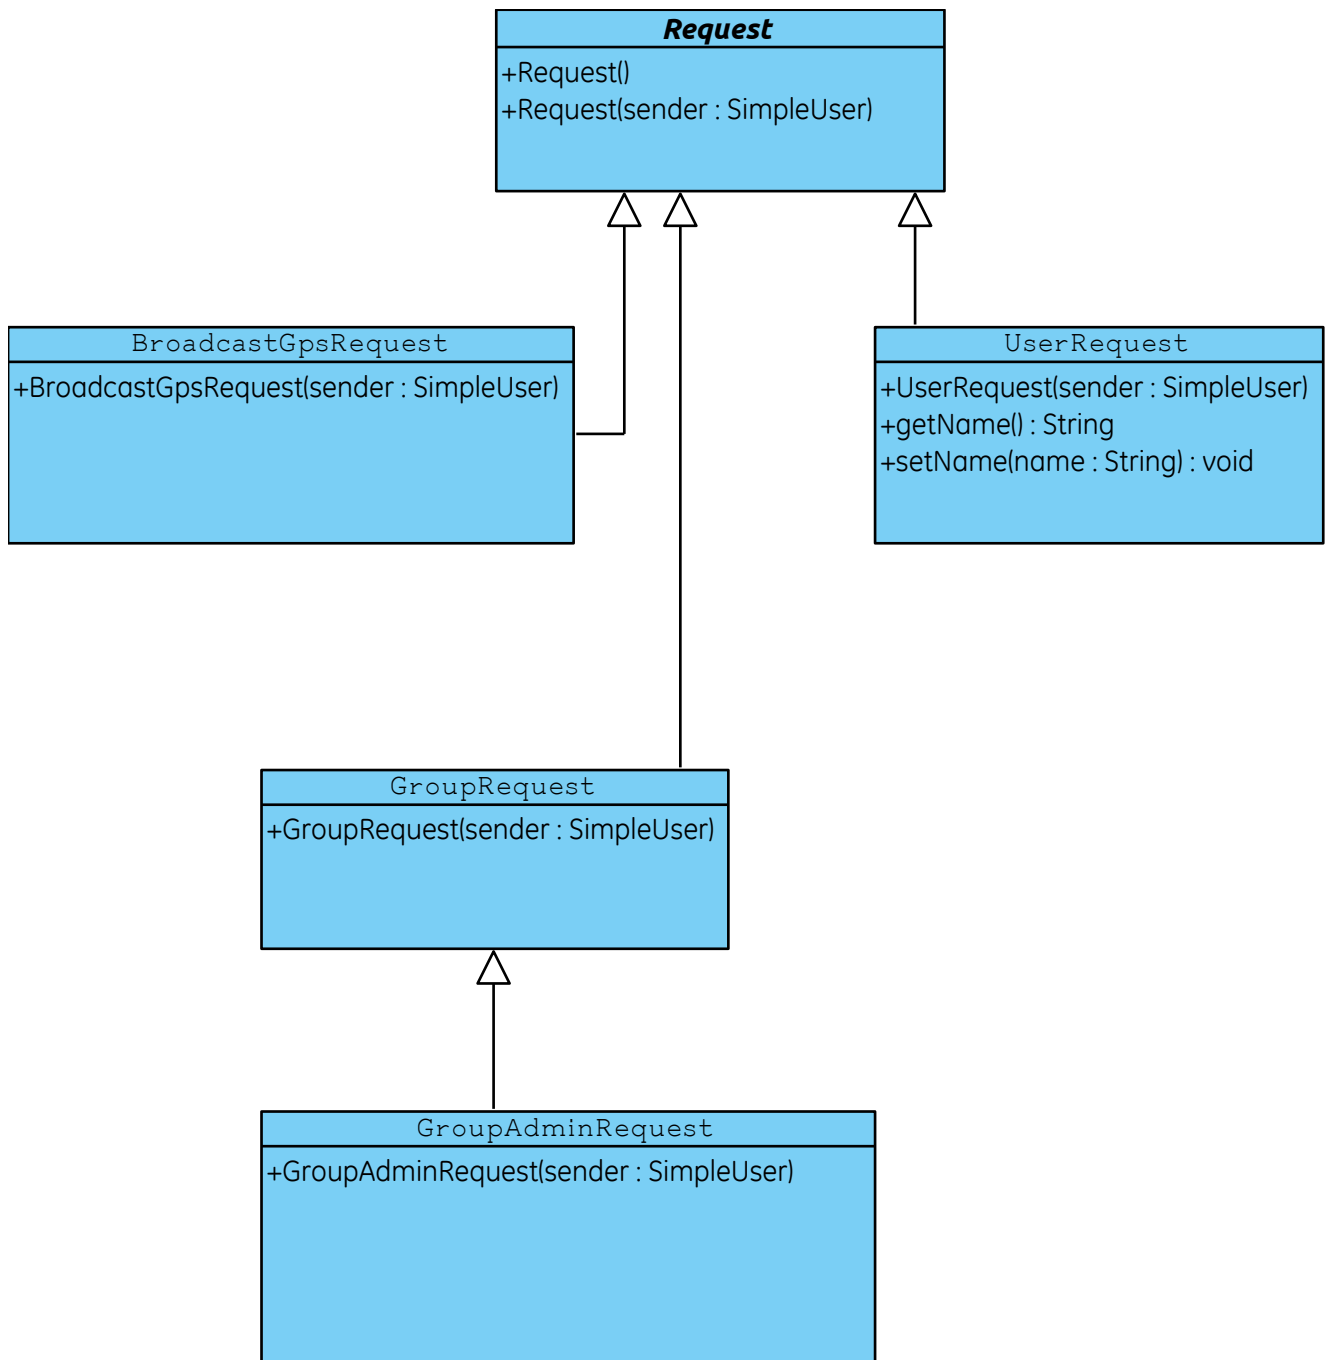 Request
+Request()
+Request(sender : SimpleUser)
BroadcastGpsRequest
+BroadcastGpsRequest(sender : SimpleUser)
UserRequest
+UserRequest(sender : SimpleUser)
+getName() : String
+setName(name : String) : void
GroupRequest
+GroupRequest(sender : SimpleUser)
GroupAdminRequest
+GroupAdminRequest(sender : SimpleUser)